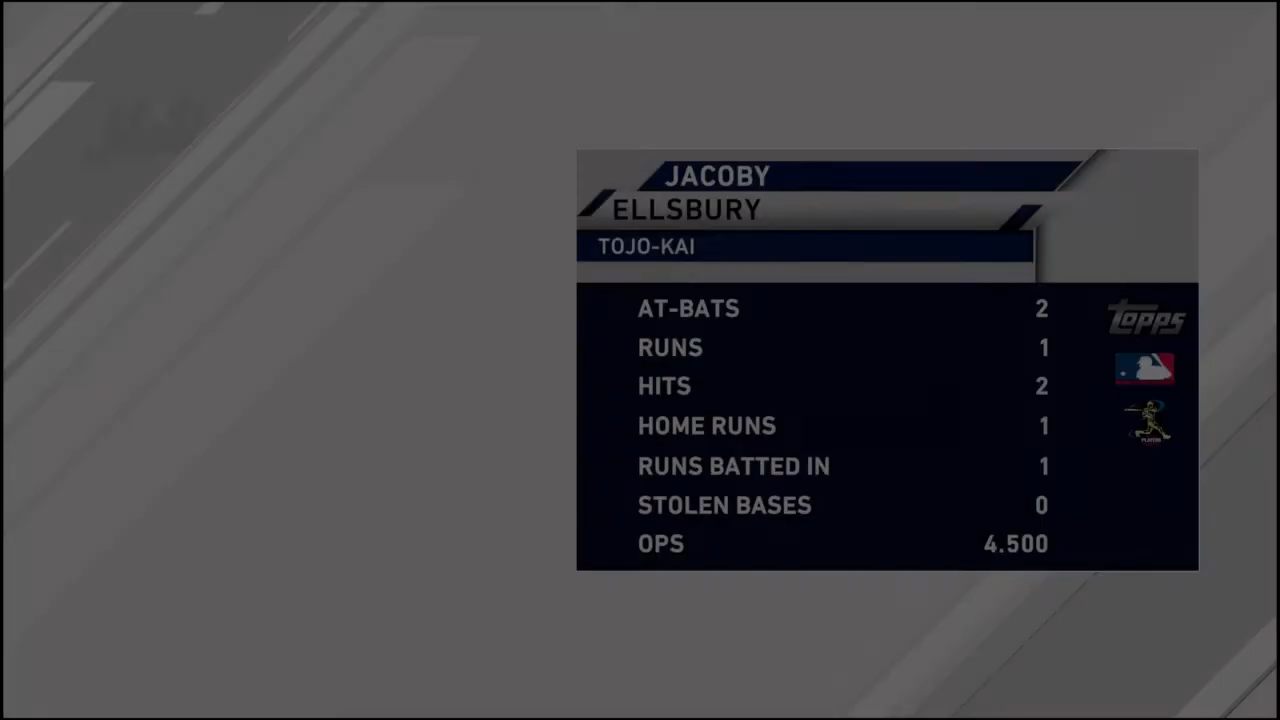 JACOBY
ELLSBURY
TOJO-KAI
AT-BATS 2
RUNS 1
HITS 2
HOME RUNS 1
RUNS BATTED IN 1
STOLEN BASES 0
OPS 4.500
Topps
PLAYERS